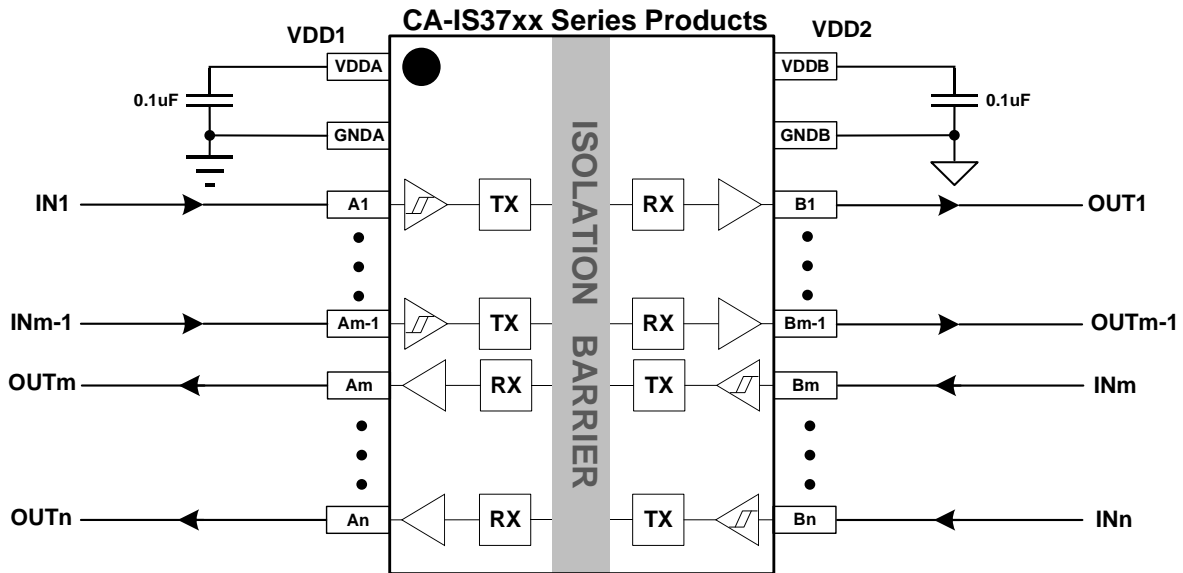 CA-IS37xx Series Products
VDD1
VDD2
VDDA
VDDB
0.1uF
0.1uF
GNDA
GNDB
ISOLATION BARRIER
IN1
A1
TX
RX
B1
OUT1
INm-1
Am-1
TX
RX
Bm-1
OUTm-1
OUTm
Am
RX
TX
Bm
INm
OUTn
An
RX
TX
Bn
INn